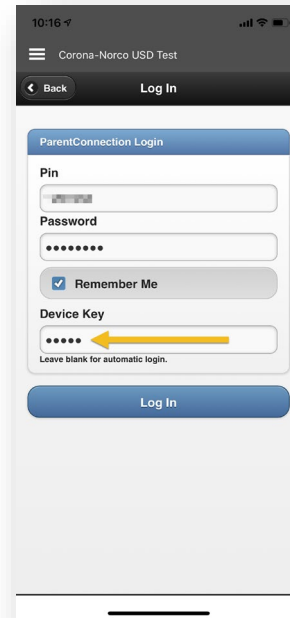 10:16
Corona-Norco USD Test
Back
Log In
ParentConnection Login
Pin
Password
••••••••
Remember Me
Device Key
•••••
Leave blank for automatic login.
Log In